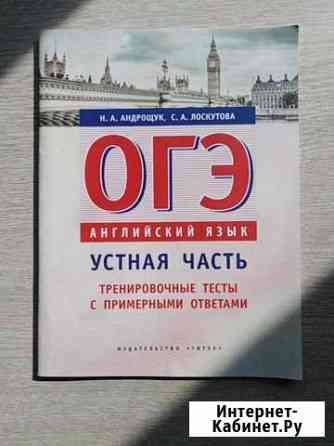 Н. А. АНДРОЩУК, С. А. ЛОСКУТОВА
ОГЭ
АНГЛИЙСКИЙ ЯЗЫК
УСТНАЯ ЧАСТЬ
ТРЕНИРОВОЧНЫЕ ТЕСТЫ
С ПРИМЕРНЫМИ ОТВЕТАМИ
ИЗДАТЕЛЬСТВО «ТИТУЛ»
Интернет-
Кабинет.Ру